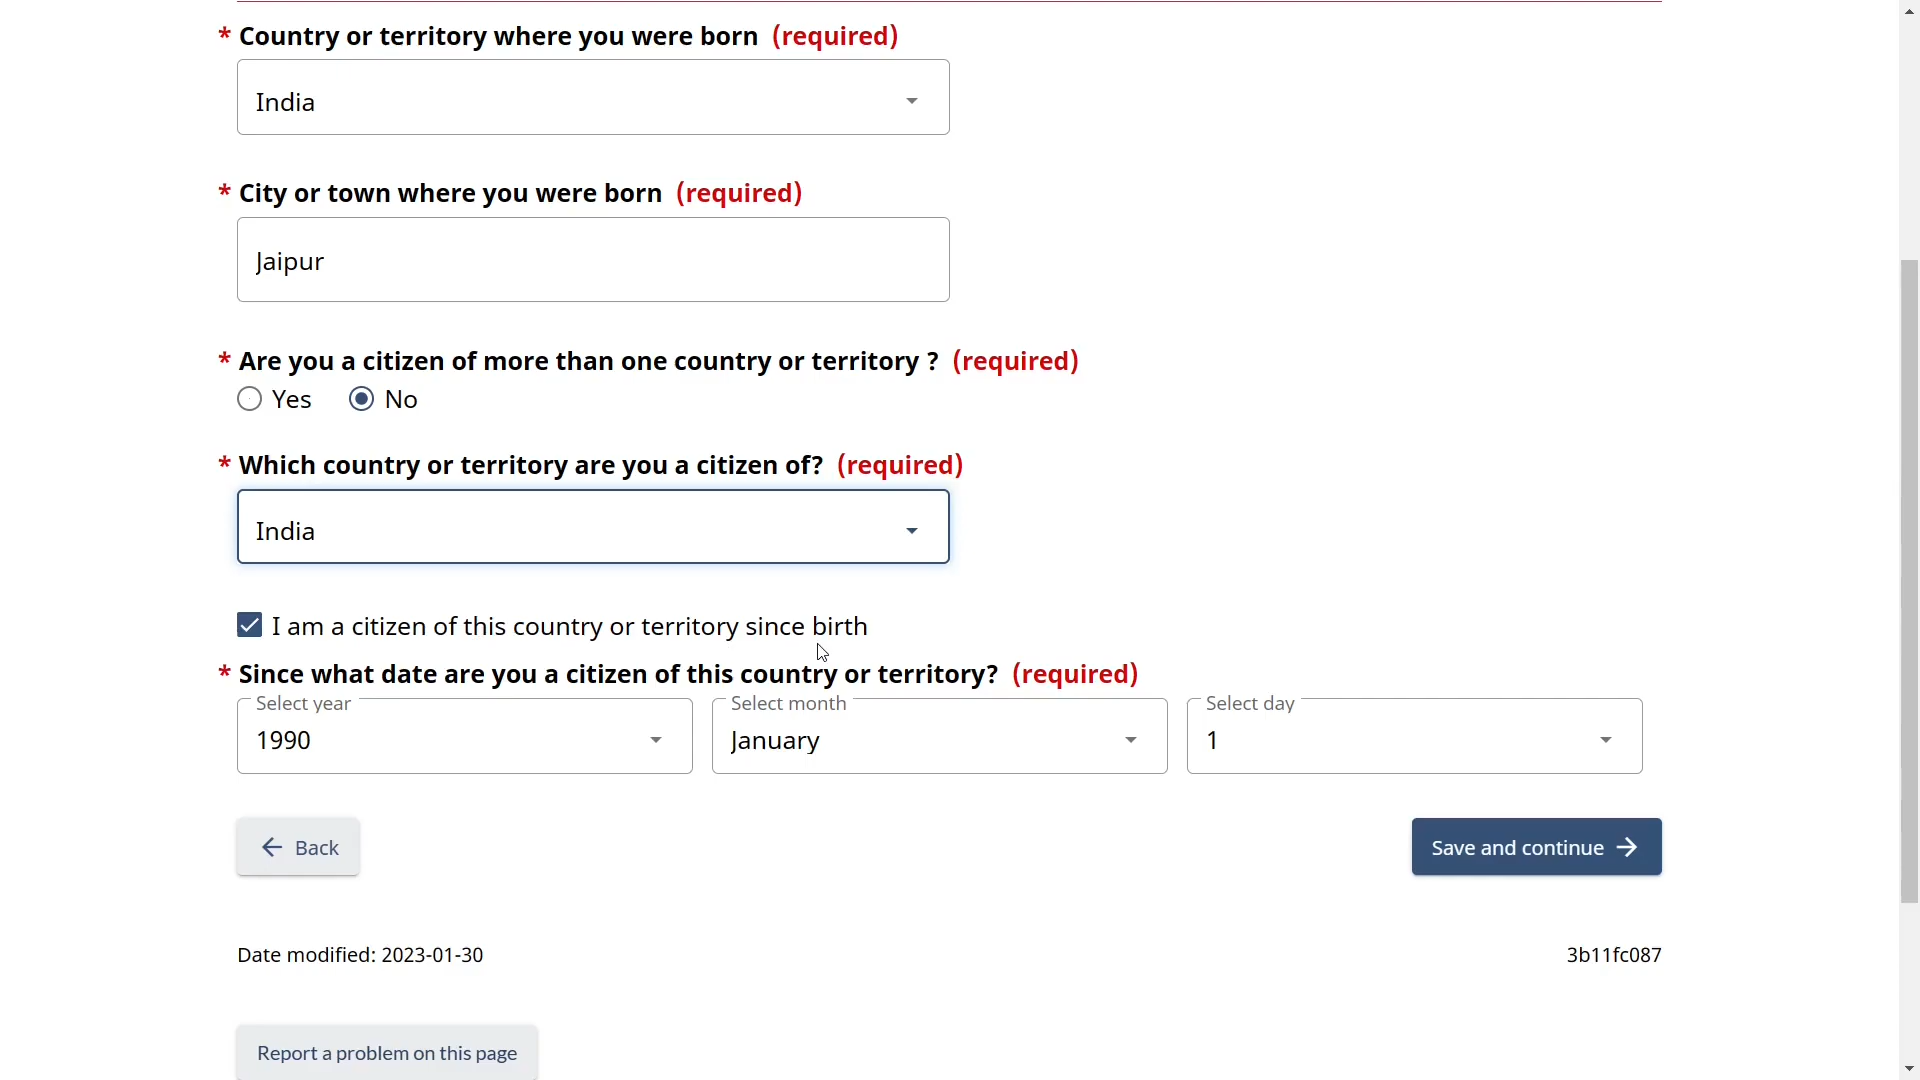 * Country or territory where you were born (required)
India
* City or town where you were born (required)
Jaipur
* Are you a citizen of more than one country or territory ? (required)
Yes No
* Which country or territory are you a citizen of? (required)
India
I am a citizen of this country or territory since birth
* Since what date are you a citizen of this country or territory? (required)
Select year Select month Select day
1990 January 1
Back Save and continue
Date modified: 2023-01-30 3b11fc087
Report a problem on this page